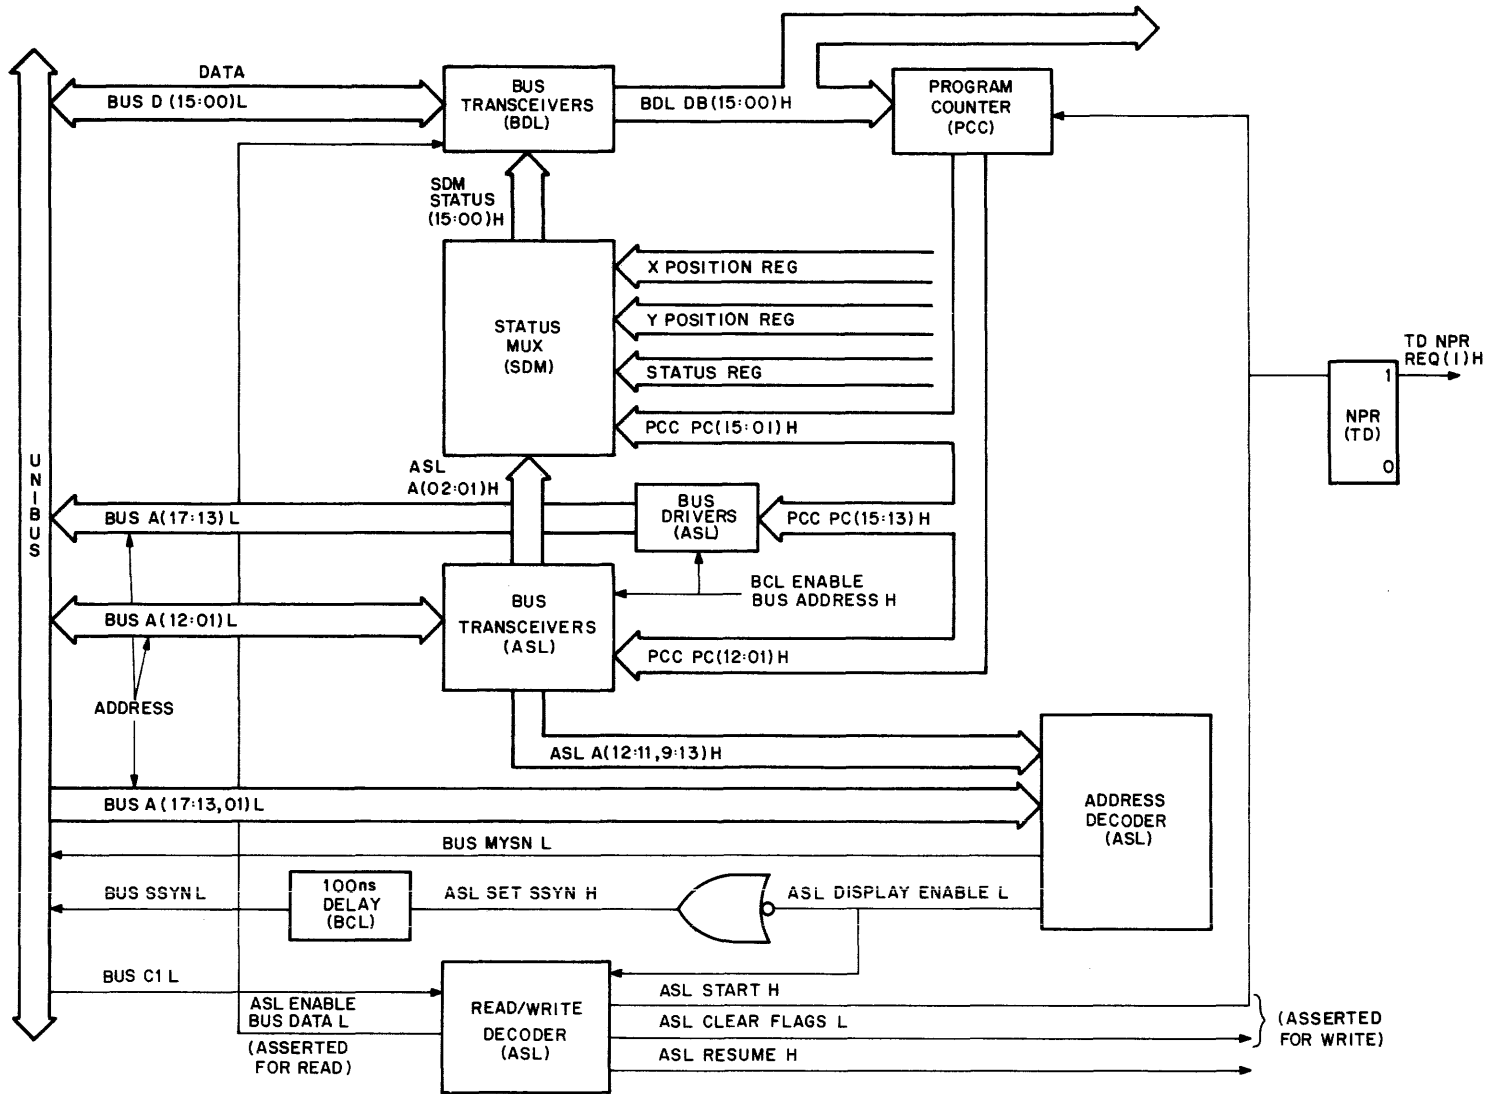 DATA
BUS D (15:00) L
BUS
TRANSCEIVERS
(BDL)
BDL DB (15:00) H
PROGRAM
COUNTER
(PCC)
SDM
STATUS
(15:00) H
X POSITION REG
Y POSITION REG
STATUS
MUX
(SDM)
STATUS REG
PCC PC (15:01) H
TD NPR
REQ (1) H
1
NPR
(TD)
0
UNIBUS
ASL
A(02:01) H
BUS A (17:13) L
BUS
DRIVERS
(ASL)
PCC PC (15:13) H
BCL ENABLE
BUS ADDRESS H
BUS A (12:01) L
BUS
TRANSCEIVERS
(ASL)
PCC PC (12:01) H
ADDRESS
ASL A(12:11,9:13) H
BUS A (17:13,01) L
ADDRESS
DECODER
(ASL)
BUS MYSN L
BUS SSYN L
100ns
DELAY
(BCL)
ASL SET SSYN H
ASL DISPLAY ENABLE L
BUS C1 L
ASL ENABLE
BUS DATA L
(ASSERTED
FOR READ)
READ/WRITE
DECODER
(ASL)
ASL START H
ASL CLEAR FLAGS L
ASL RESUME H
(ASSERTED
FOR WRITE)